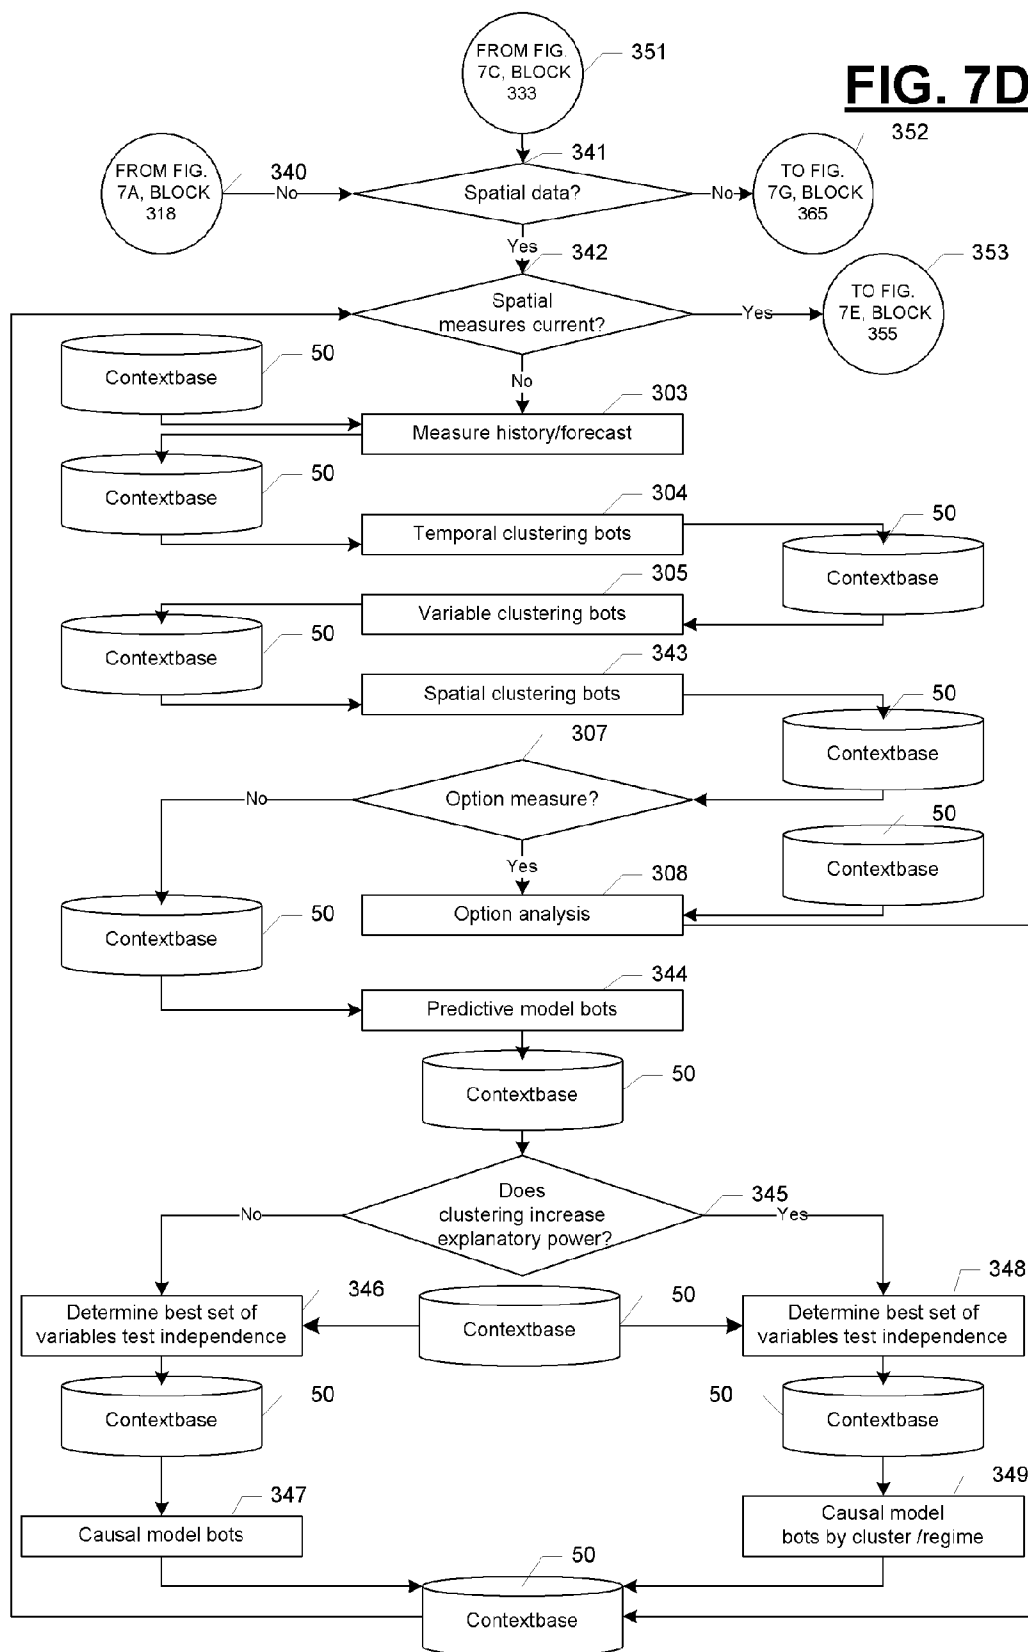 FROM FIG.
7C, BLOCK
333
351
FIG. 7D
352
FROM FIG.
7A, BLOCK
318
340
No
341
Spatial data?
No
TO FIG.
7G, BLOCK
365
Yes
342
353
Spatial
measures current?
Yes
TO FIG.
7E, BLOCK
355
50
Contextbase
No
303
Measure history/forecast
50
Contextbase
304
Temporal clustering bots
50
Contextbase
305
Variable clustering bots
50
Contextbase
343
Spatial clustering bots
50
Contextbase
307
Option measure?
No
Yes
50
Contextbase
308
Option analysis
50
Contextbase
344
Predictive model bots
50
Contextbase
345
Does
clustering increase
explanatory power?
No
Yes
346
Determine best set of
variables test independence
50
Contextbase
348
Determine best set of
variables test independence
50
Contextbase
50
Contextbase
347
Causal model bots
349
Causal model
bots by cluster /regime
50
Contextbase